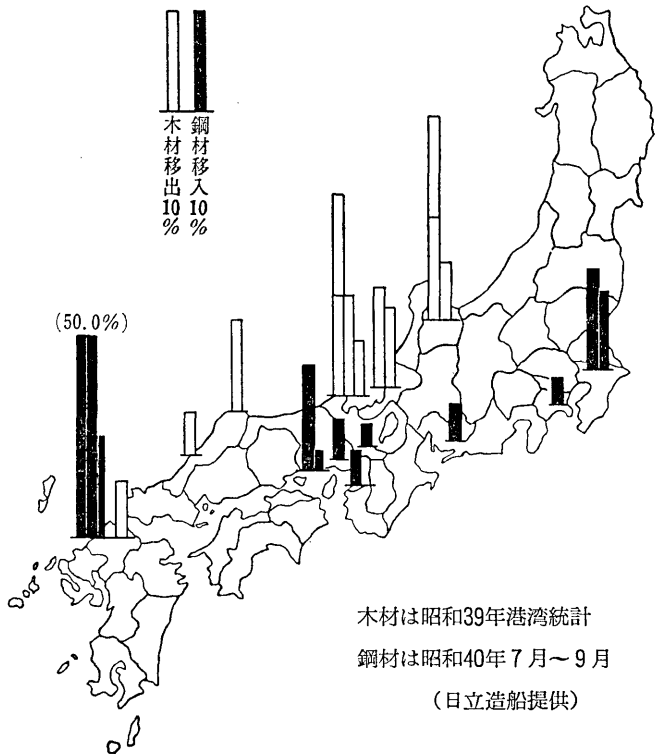 木材移出10%
鋼材移入10%
(50.0%)
木材は昭和39年港湾統計
鋼材は昭和40年7月～9月
(日立造船提供)